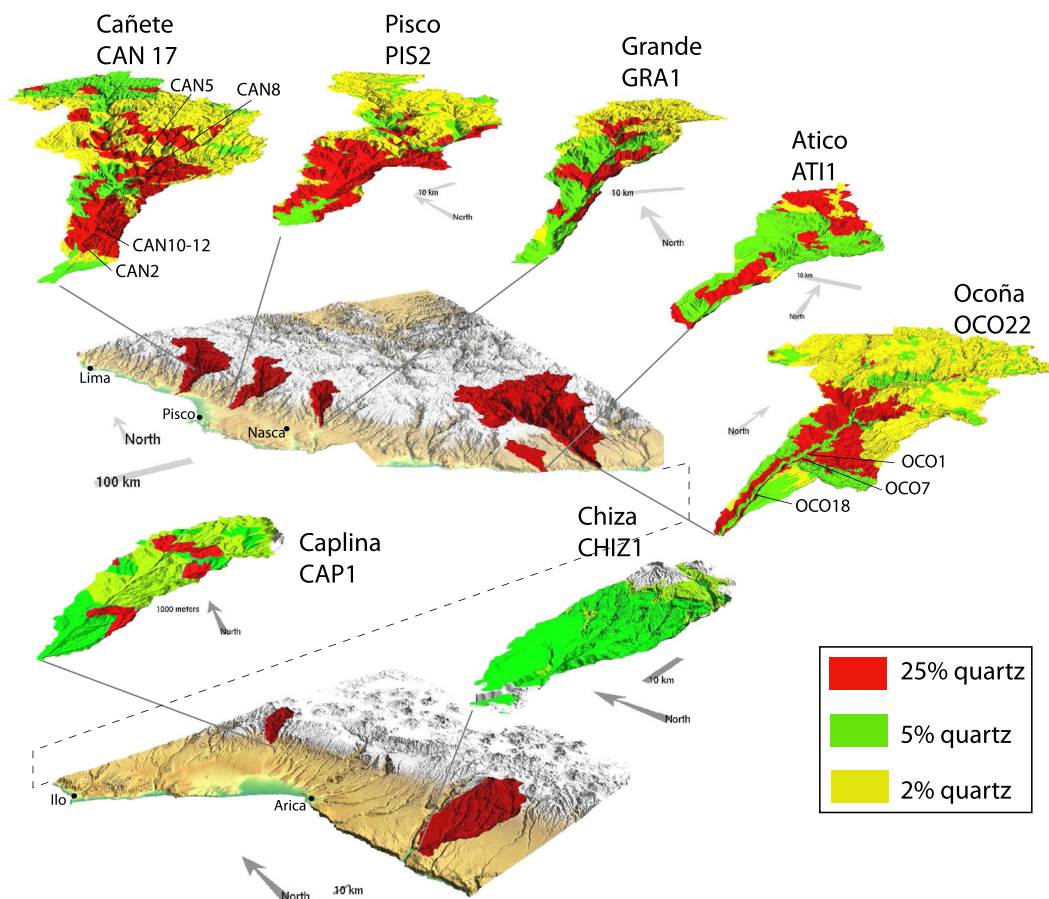 Cañete
CAN 17
CAN5
CAN8
CAN10-12
CAN2
Pisco
PIS2
10 km
North
Grande
GRA1
10 km
North
Atico
ATI1
10 km
North
Ocoña
OCO22
North
OCO1
OCO7
OCO18
Lima
Pisco
Nasca
North
100 km
Caplina
CAP1
1000 meters
North
Chiza
CHIZ1
10 km
North
Ilo
Arica
North
10 km
25% quartz
5% quartz
2% quartz